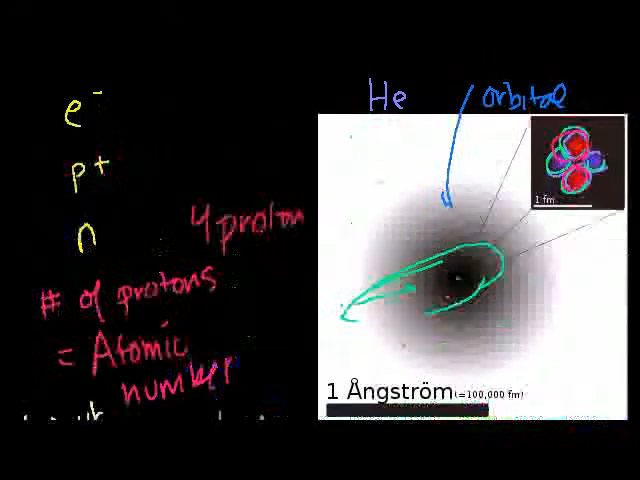 He
orbital
e-
p+
1 fm
n
4 proton
# of protons
= Atomic
number
1 Ångström (=100,000 fm)